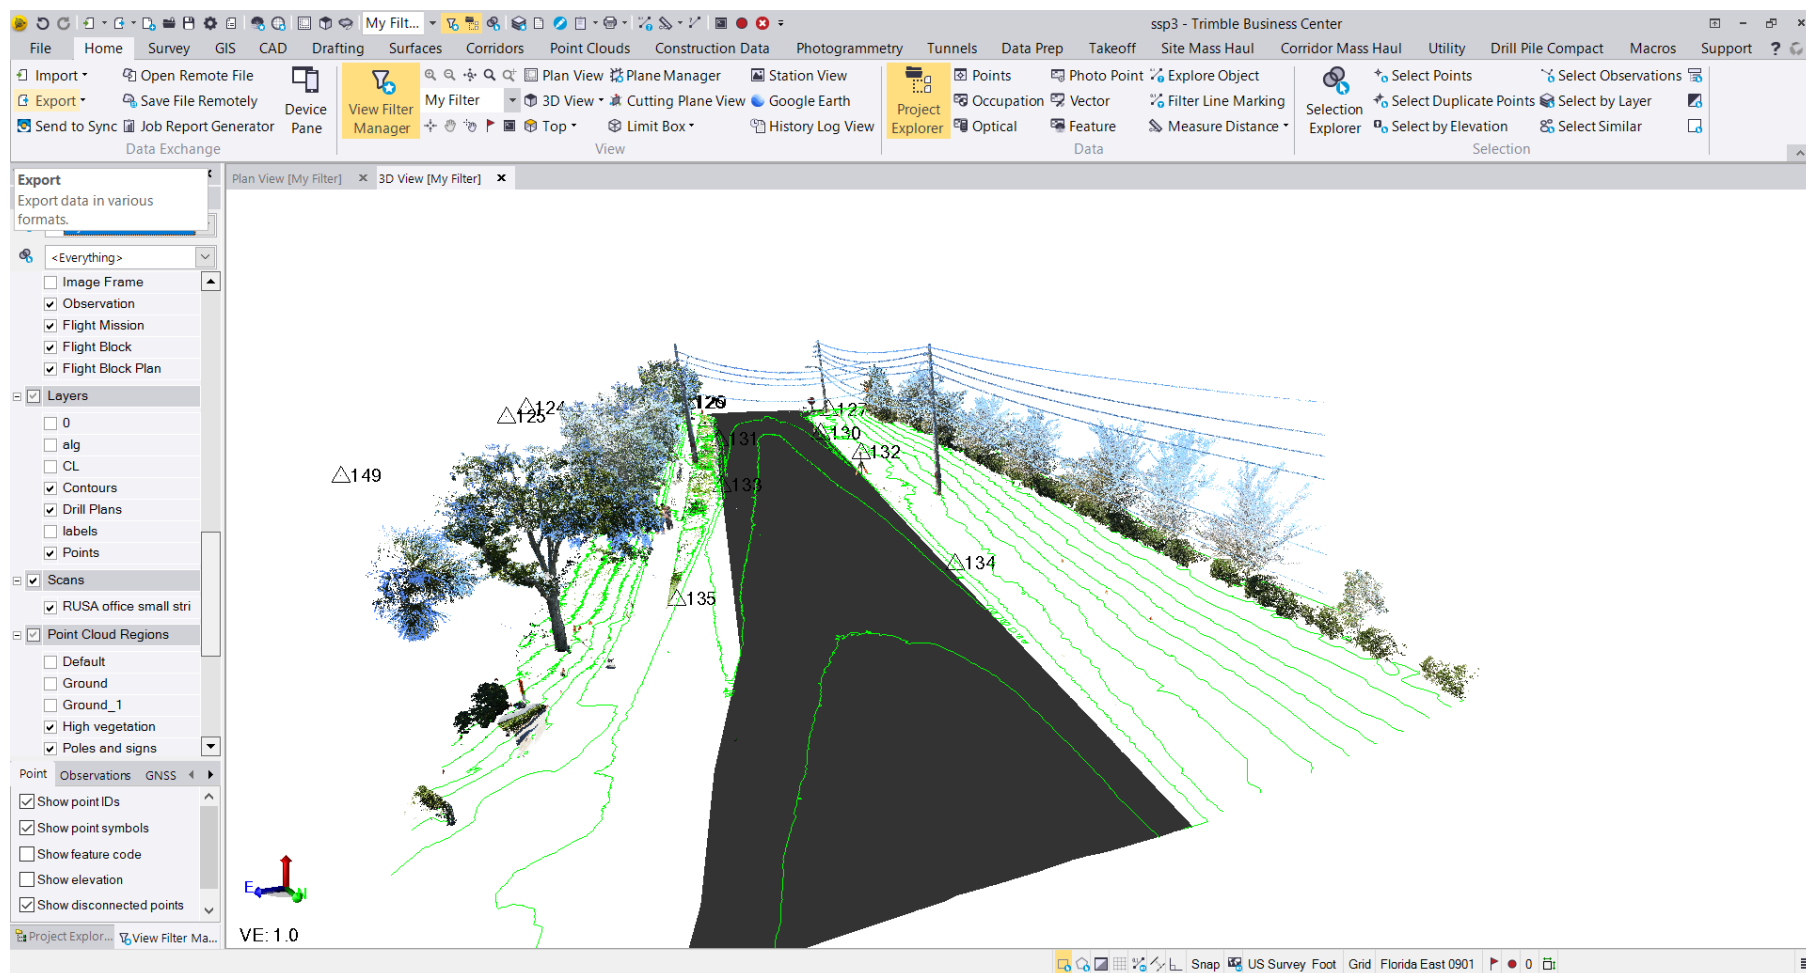 My Filt...
ssp3 - Trimble Business Center
File Home Survey GIS CAD Drafting Surfaces Corridors Point Clouds Construction Data Photogrammetry Tunnels Data Prep Takeoff Site Mass Haul Corridor Mass Haul Utility Drill Pile Compact Macros Support ?
Import
Export
Send to Sync
Open Remote File
Save File Remotely
Job Report Generator
Device
Pane
Data Exchange
View Filter
Manager
My Filter
Plan View
3D View
Top
Plane Manager
Cutting Plane View
Limit Box
Station View
Google Earth
History Log View
View
Project
Explorer
Points
Occupation
Optical
Photo Point
Vector
Feature
Explore Object
Filter Line Marking
Measure Distance
Data
Selection
Explorer
Select Points
Select Duplicate Points
Select by Elevation
Select Observations
Select by Layer
Select Similar
Selection
Export
Export data in various
formats.
Plan View [My Filter]
3D View [My Filter]
<Everything>
Image Frame
Observation
Flight Mission
Flight Block
Flight Block Plan
Layers
0
alg
CL
Contours
Drill Plans
labels
Points
Scans
RUSA office small stri
Point Cloud Regions
Default
Ground
Ground_1
High vegetation
Poles and signs
Point Observations GNSS
Show point IDs
Show point symbols
Show feature code
Show elevation
Show disconnected points
Project Explor...
View Filter Ma...
124
125
127
130
131
132
133
149
134
135
E
N
VE: 1.0
Snap US Survey Foot Grid Florida East 0901 0